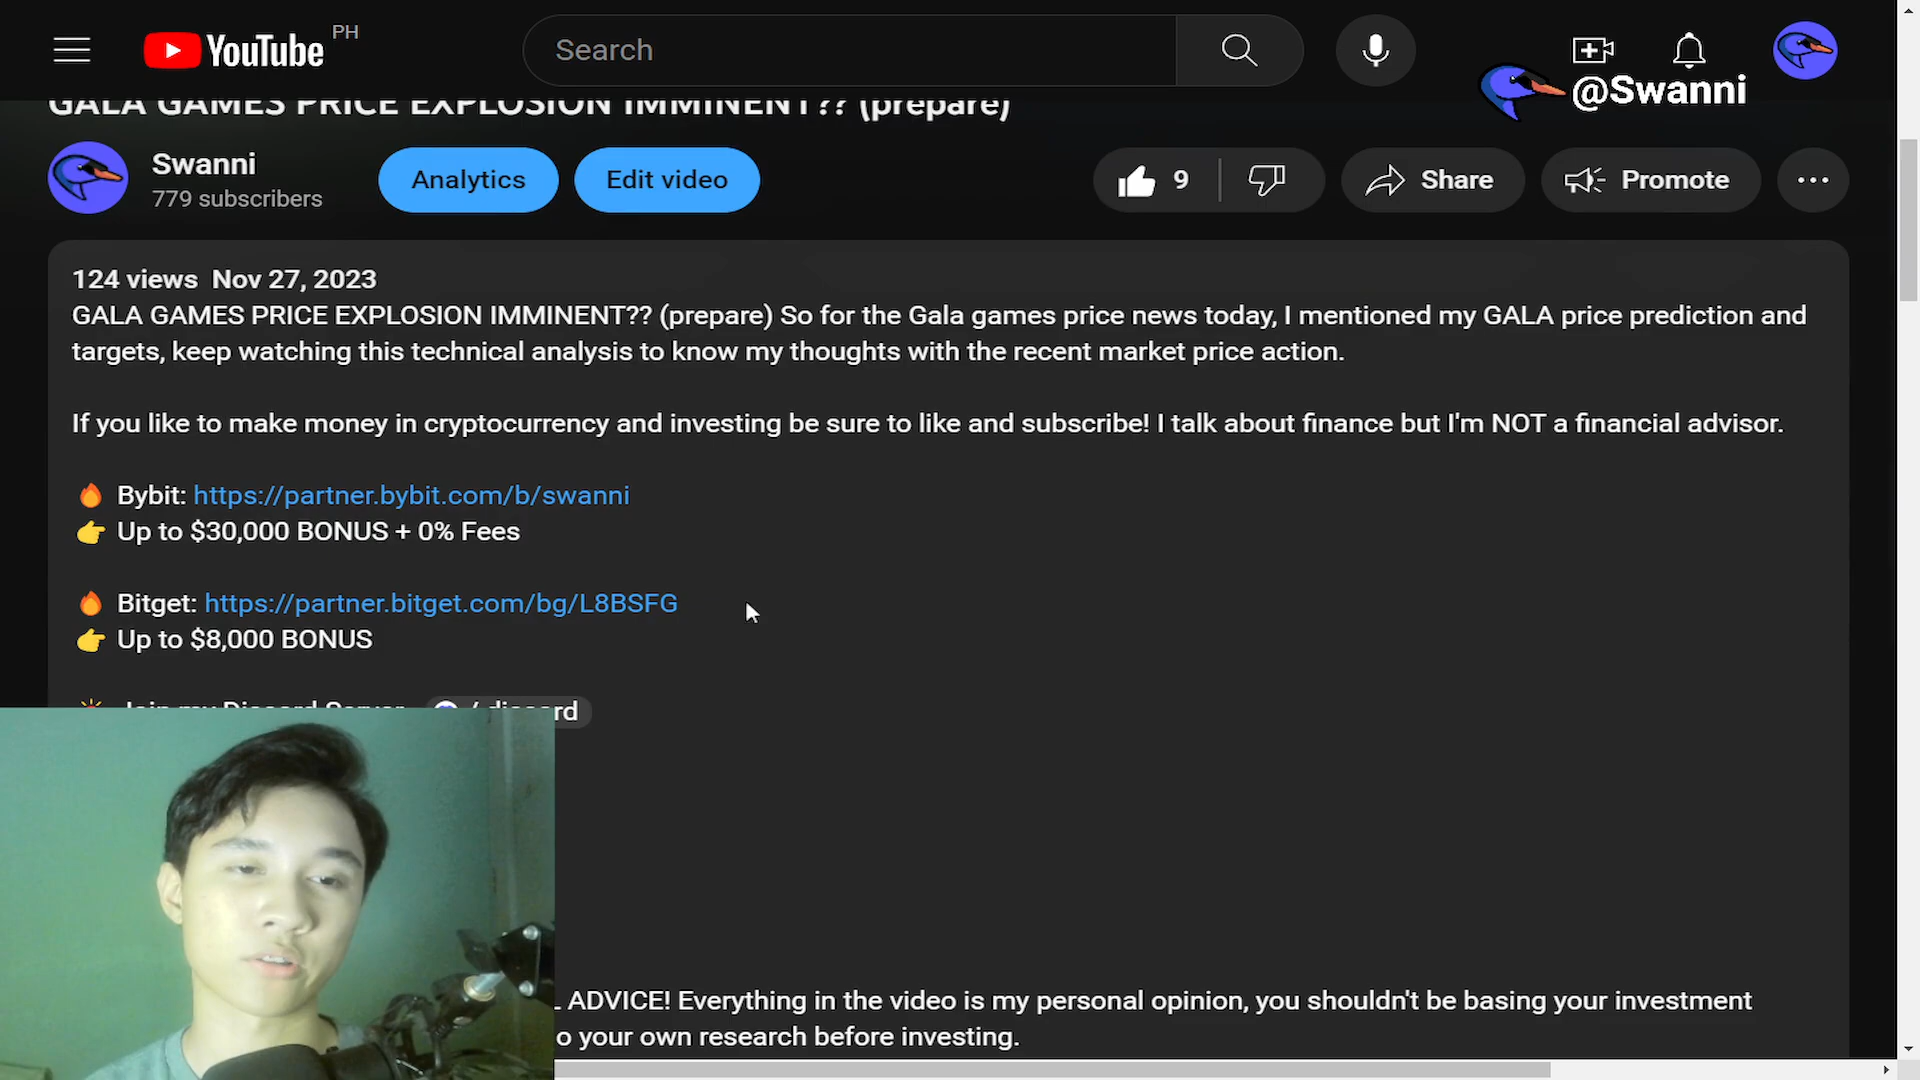 YouTube PH
Search
@Swanni
GALA GAMES PRICE EXPLOSION IMMINENT?? (prepare)
Swanni
779 subscribers
Analytics
Edit video
9
Share
Promote
124 views Nov 27, 2023
GALA GAMES PRICE EXPLOSION IMMINENT?? (prepare) So for the Gala games price news today, I mentioned my GALA price prediction and
targets, keep watching this technical analysis to know my thoughts with the recent market price action.
If you like to make money in cryptocurrency and investing be sure to like and subscribe! I talk about finance but I'm NOT a financial advisor.
🔥 Bybit: https://partner.bybit.com/b/swanni
👉 Up to $30,000 BONUS + 0% Fees
🔥 Bitget: https://partner.bitget.com/bg/L8BSFG
👉 Up to $8,000 BONUS
Join my Discord Server / discord
ADVICE! Everything in the video is my personal opinion, you shouldn't be basing your investment
o your own research before investing.